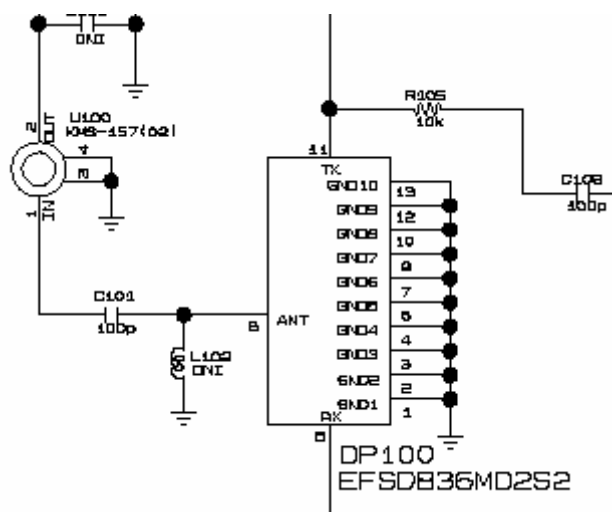 DNI
U100
KMS-157(02)
2
OUT
4
3
1
IN
R105
10k
11
TX
C108
100p
GND10 13
GND9 12
GND8 10
GND7 9
GND6 7
GND5 6
GND4 4
GND3 3
GND2 2
GND1 1
C101
100p
8 ANT
L100
DNI
RX
5
DP100
EFSD836MD2S2